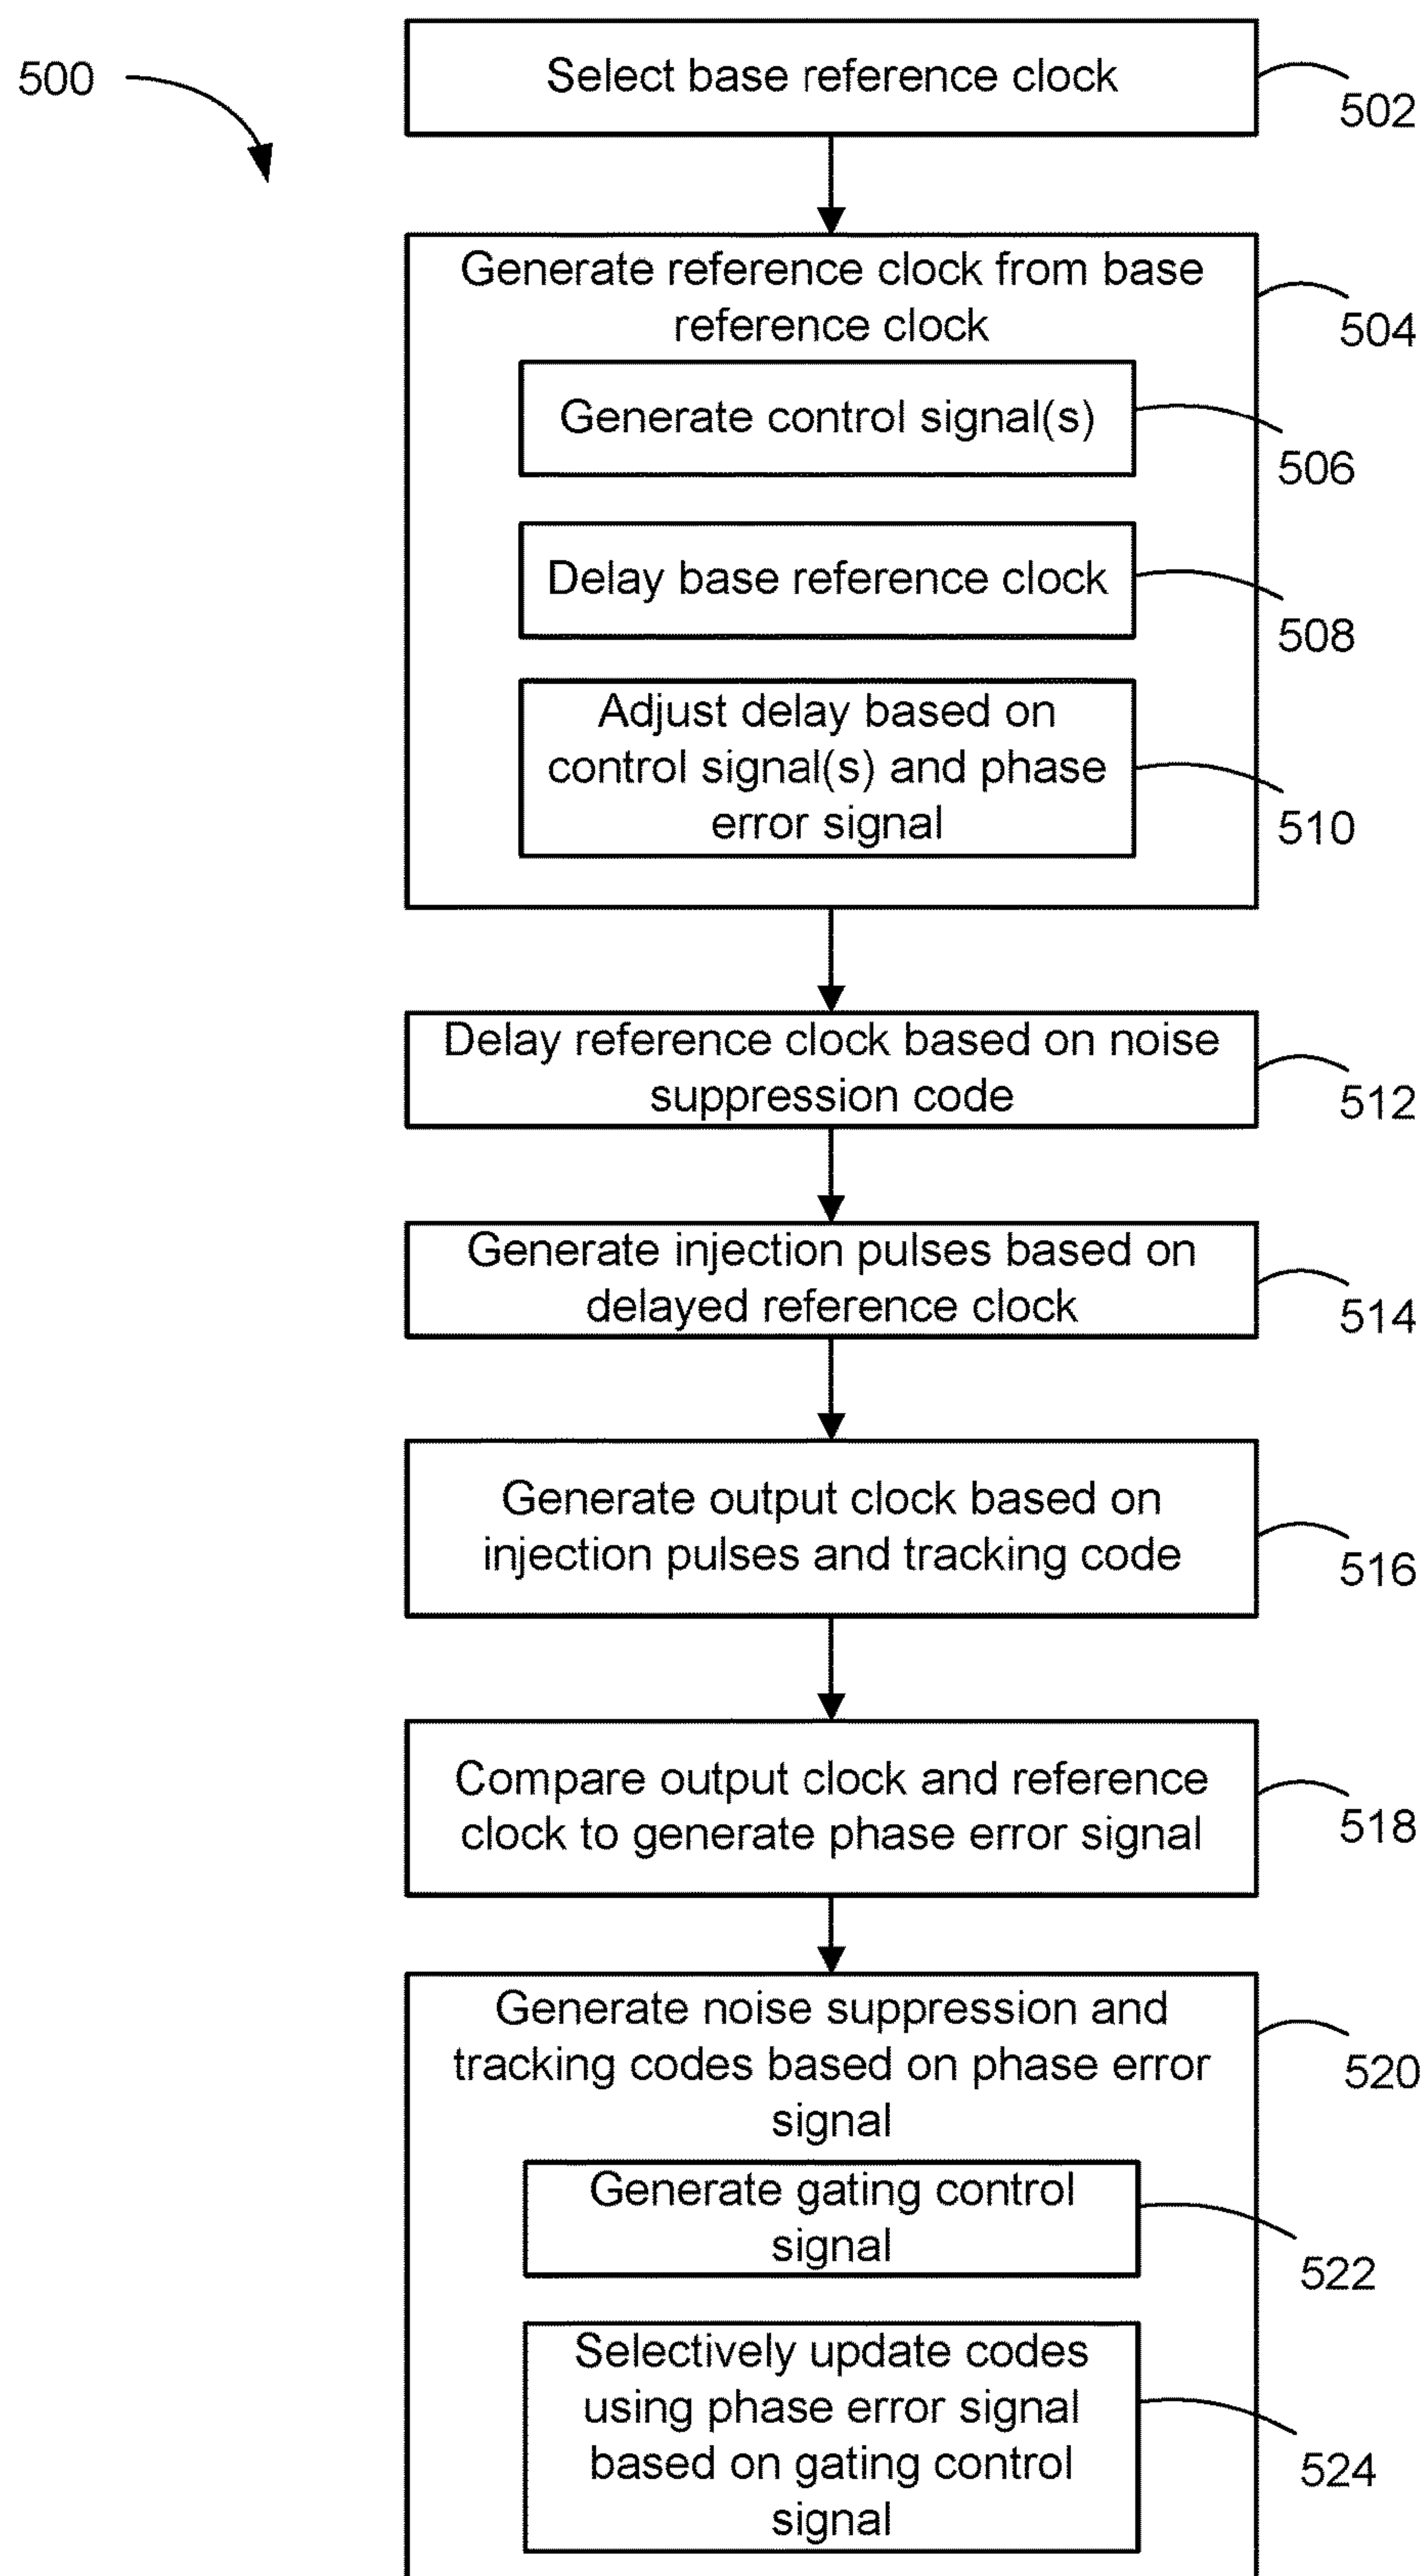 500
Select base reference clock
502
Generate reference clock from base
reference clock
504
Generate control signal(s)
506
Delay base reference clock
508
Adjust delay based on
control signal(s) and phase
error signal
510
Delay reference clock based on noise
suppression code
512
Generate injection pulses based on
delayed reference clock
514
Generate output clock based on
injection pulses and tracking code
516
Compare output clock and reference
clock to generate phase error signal
518
Generate noise suppression and
tracking codes based on phase error
signal
520
Generate gating control
signal
522
Selectively update codes
using phase error signal
based on gating control
signal
524